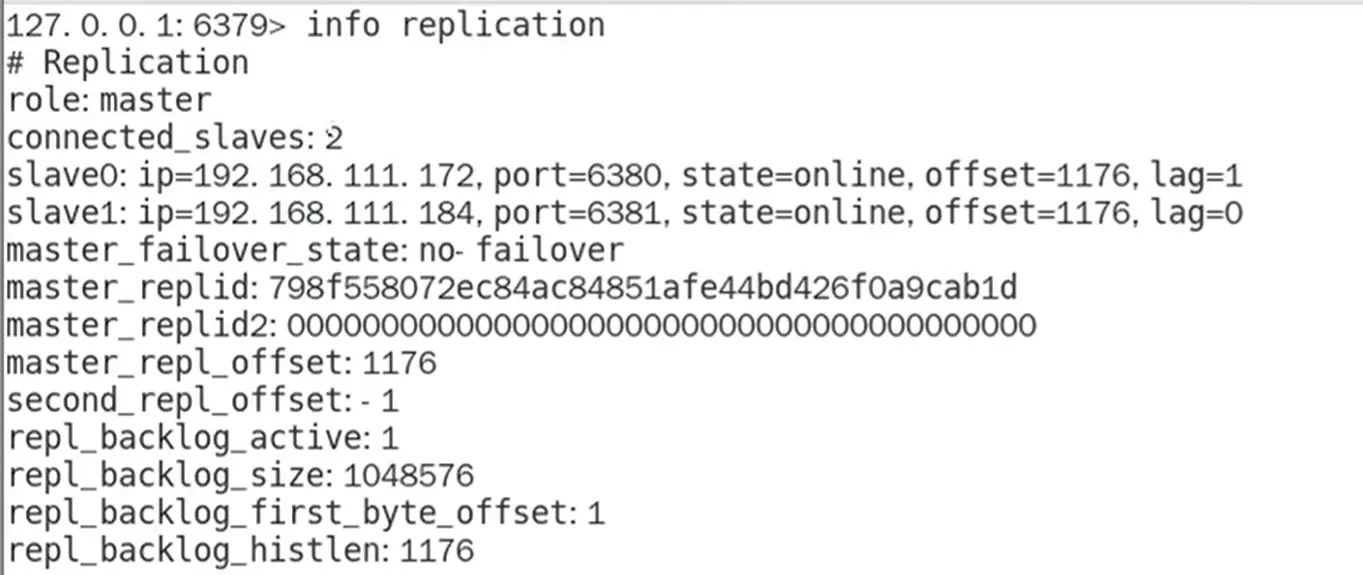 127.0.0.1:6379> info replication
# Replication
role:master
connected_slaves:2
slave0:ip=192.168.111.172,port=6380,state=online,offset=1176,lag=1
slave1:ip=192.168.111.184,port=6381,state=online,offset=1176,lag=0
master_failover_state:no-failover
master_replid:798f558072ec84ac84851afe44bd426f0a9cab1d
master_replid2:0000000000000000000000000000000000000000
master_repl_offset:1176
second_repl_offset:-1
repl_backlog_active:1
repl_backlog_size:1048576
repl_backlog_first_byte_offset:1
repl_backlog_histlen:1176